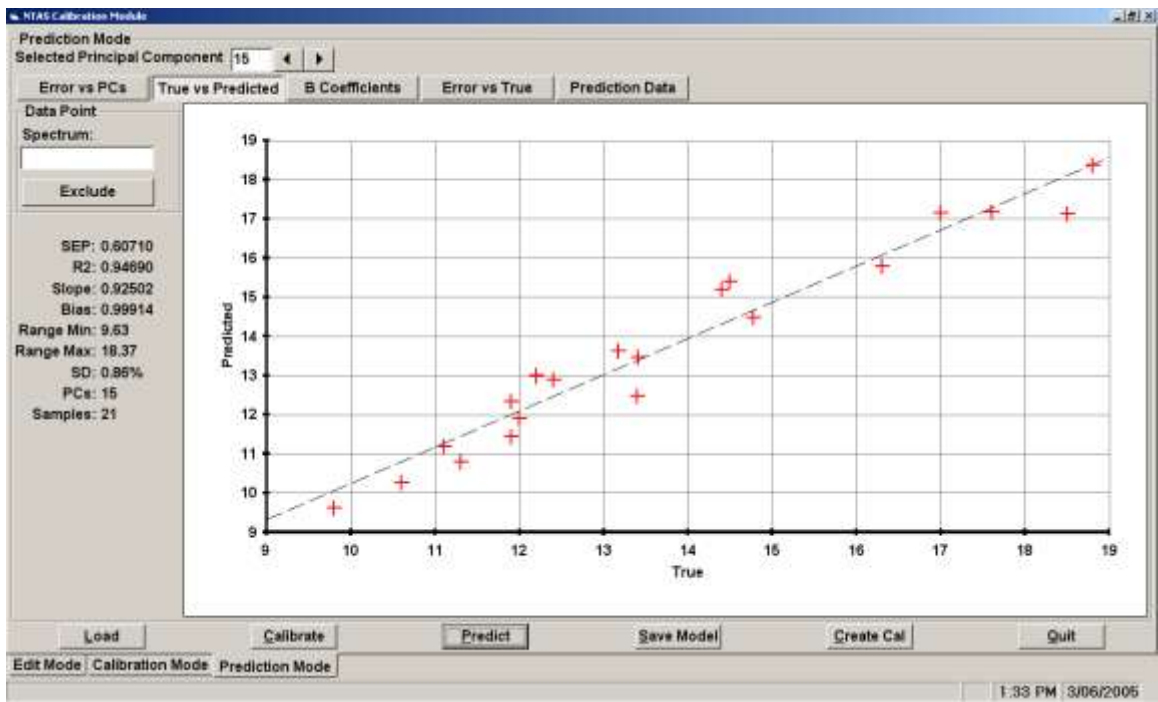 NTAS Calibration Module
Prediction Mode
Selected Principal Component 15
Error vs PCs True vs Predicted B Coefficients Error vs True Prediction Data
Data Point
Spectrum:
Exclude
SEP: 0.60710
R2: 0.94690
Slope: 0.92502
Bias: 0.99914
Range Min: 9.63
Range Max: 18.37
SD: 0.86%
PCs: 15
Samples: 21
19
18
17
16
15
14
13
12
11
10
9
Predicted
9 10 11 12 13 14 15 16 17 18 19
True
Load Calibrate Predict Save Model Create Cal Quit
Edit Mode Calibration Mode Prediction Mode
1:33 PM 3/06/2005